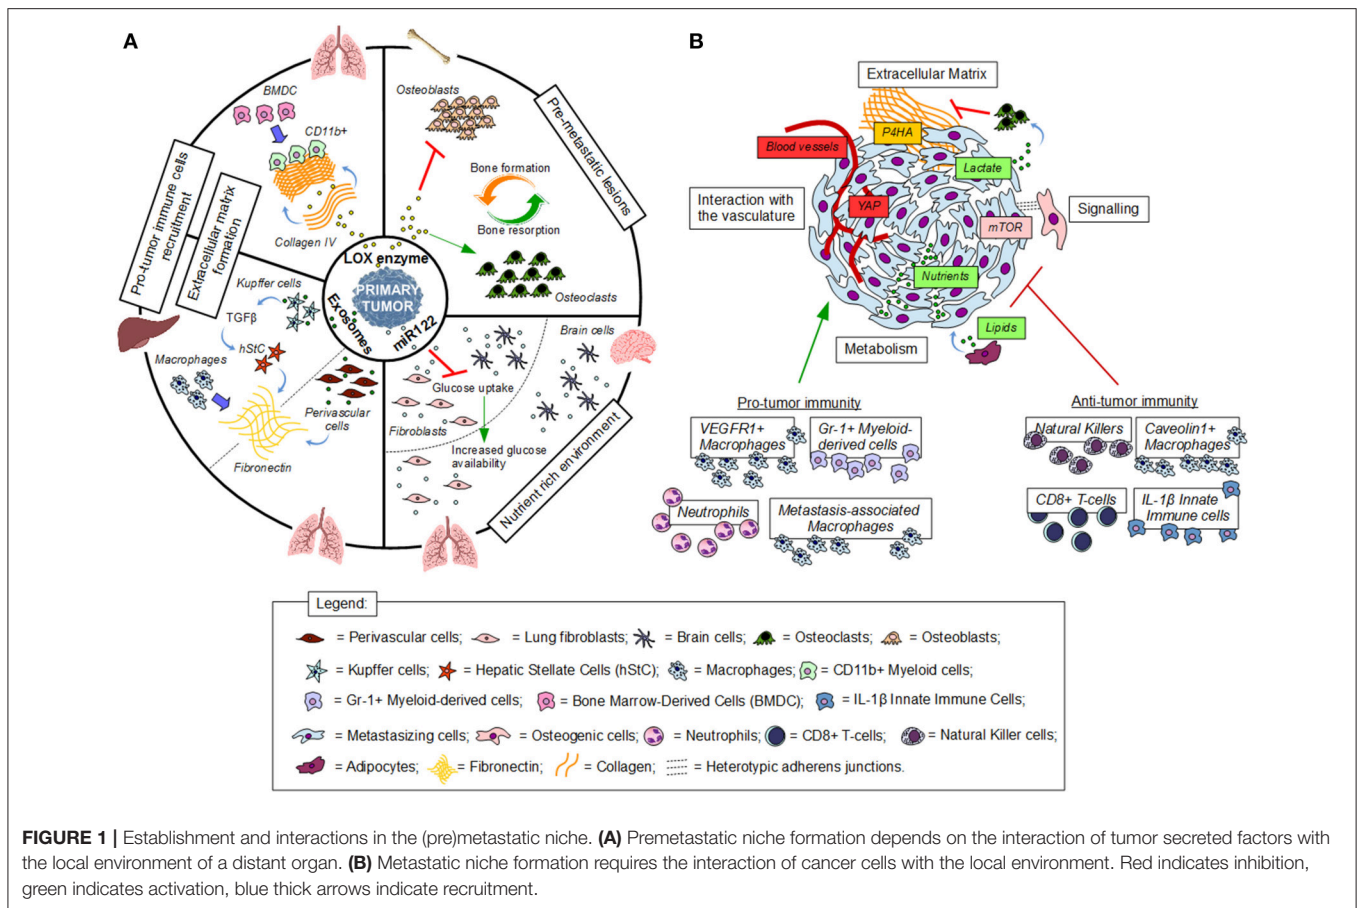 A
BMDC
CD11b+
Collagen IV
Pro-tumor immune cells
recruitment
Extracellular matrix
formation
Osteoblasts
Bone formation
Bone resorption
Osteoclasts
Pre-metastatic lesions
LOX enzyme
PRIMARY
TUMOR
Exosomes
miR122
Kupffer cells
TGFβ
hStC
Macrophages
Perivascular
cells
Fibronectin
Brain cells
Glucose uptake
Fibroblasts
Increased glucose
availability
Nutrient rich environment
B
Extracellular Matrix
P4HA
Blood vessels
Lactate
Interaction with
the vasculature
YAP
mTOR
Signalling
Nutrients
Lipids
Metabolism
Pro-tumor immunity
VEGFR1+
Macrophages
Gr-1+ Myeloid-
derived cells
Neutrophils
Metastasis-associated
Macrophages
Anti-tumor immunity
Natural Killers
Caveolin1+
Macrophages
CD8+ T-cells
IL-1β Innate
Immune cells
Legend:
= Perivascular cells; = Lung fibroblasts; = Brain cells; = Osteoclasts; = Osteoblasts;
= Kupffer cells; = Hepatic Stellate Cells (hStC); = Macrophages; = CD11b+ Myeloid cells;
= Gr-1+ Myeloid-derived cells; = Bone Marrow-Derived Cells (BMDC); = IL-1β Innate Immune Cells;
= Metastasizing cells; = Osteogenic cells; = Neutrophils; = CD8+ T-cells; = Natural Killer cells;
= Adipocytes; = Fibronectin; = Collagen; = Heterotypic adherens junctions.
FIGURE 1 | Establishment and interactions in the (pre)metastatic niche. (A) Premetastatic niche formation depends on the interaction of tumor secreted factors with
the local environment of a distant organ. (B) Metastatic niche formation requires the interaction of cancer cells with the local environment. Red indicates inhibition,
green indicates activation, blue thick arrows indicate recruitment.